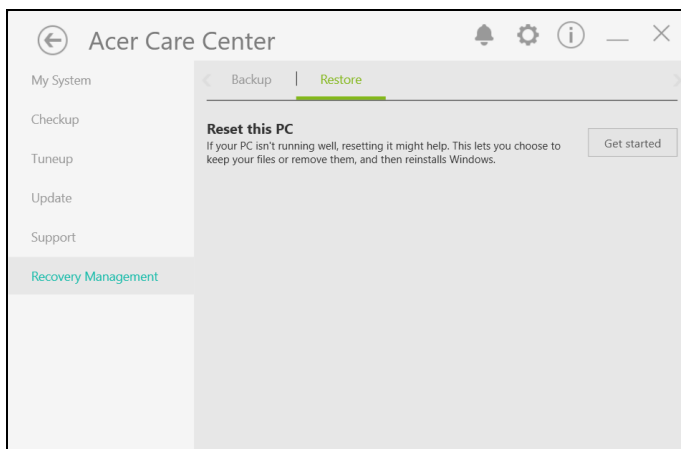 Acer Care Center
My System
Checkup
Tuneup
Update
Support
Recovery Management
Backup | Restore
Reset this PC
If your PC isn't running well, resetting it might help. This lets you choose to
keep your files or remove them, and then reinstalls Windows.
Get started